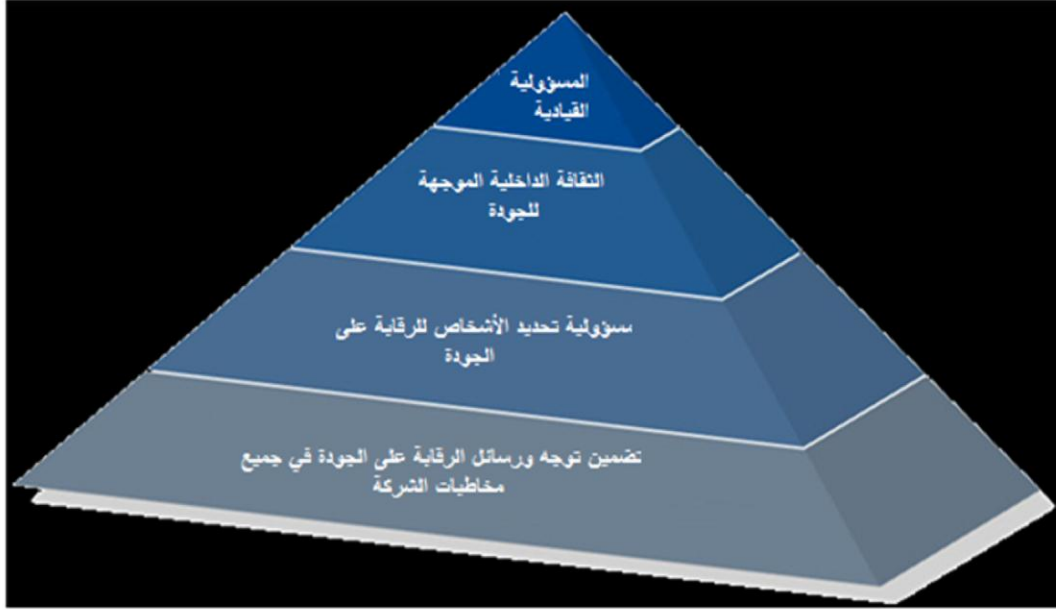 المسؤولية
القيادية
الثقافة الداخلية الموجهة
للجودة
مسؤولية تحديد الأشخاص للرقابة على
الجودة
تضمين توجه ورسائل الرقابة على الجودة في جميع
مخاطيات الشركة